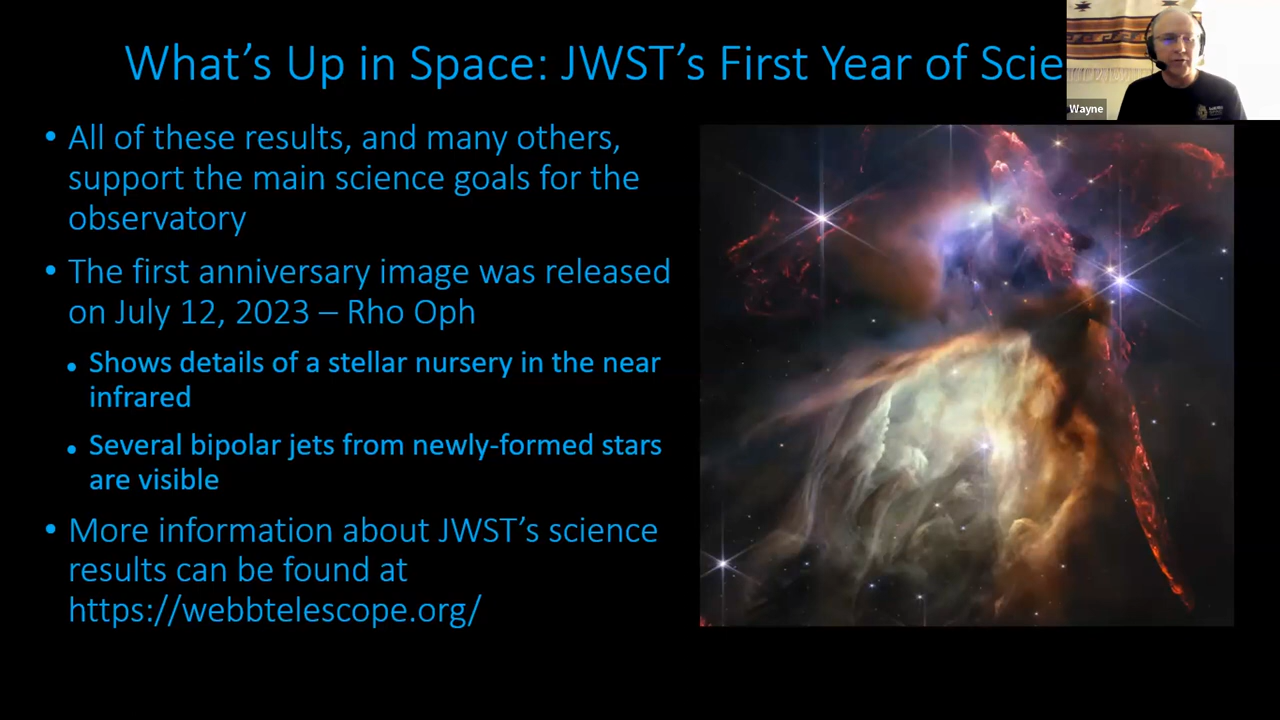 What's Up in Space: JWST's First Year of Scie
Wayne
• All of these results, and many others,
support the main science goals for the
observatory
• The first anniversary image was released
on July 12, 2023 – Rho Oph
• Shows details of a stellar nursery in the near
infrared
• Several bipolar jets from newly-formed stars
are visible
• More information about JWST's science
results can be found at
https://webbtelescope.org/